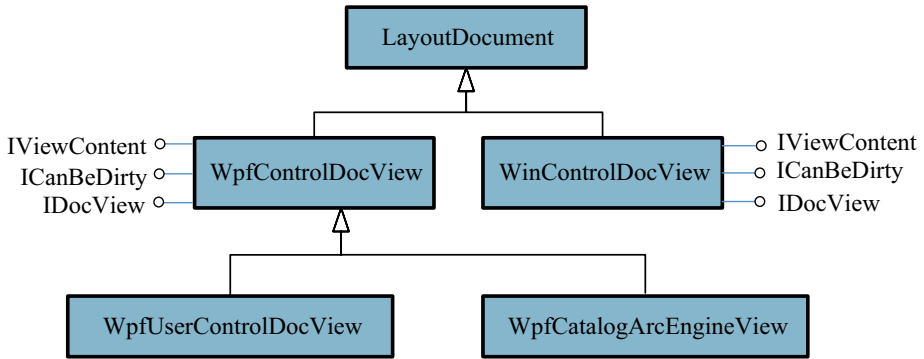 LayoutDocument
IViewContent
ICanBeDirty
IDocView
WpfControlDocView
WinControlDocView
IViewContent
ICanBeDirty
IDocView
WpfUserControlDocView
WpfCatalogArcEngineView